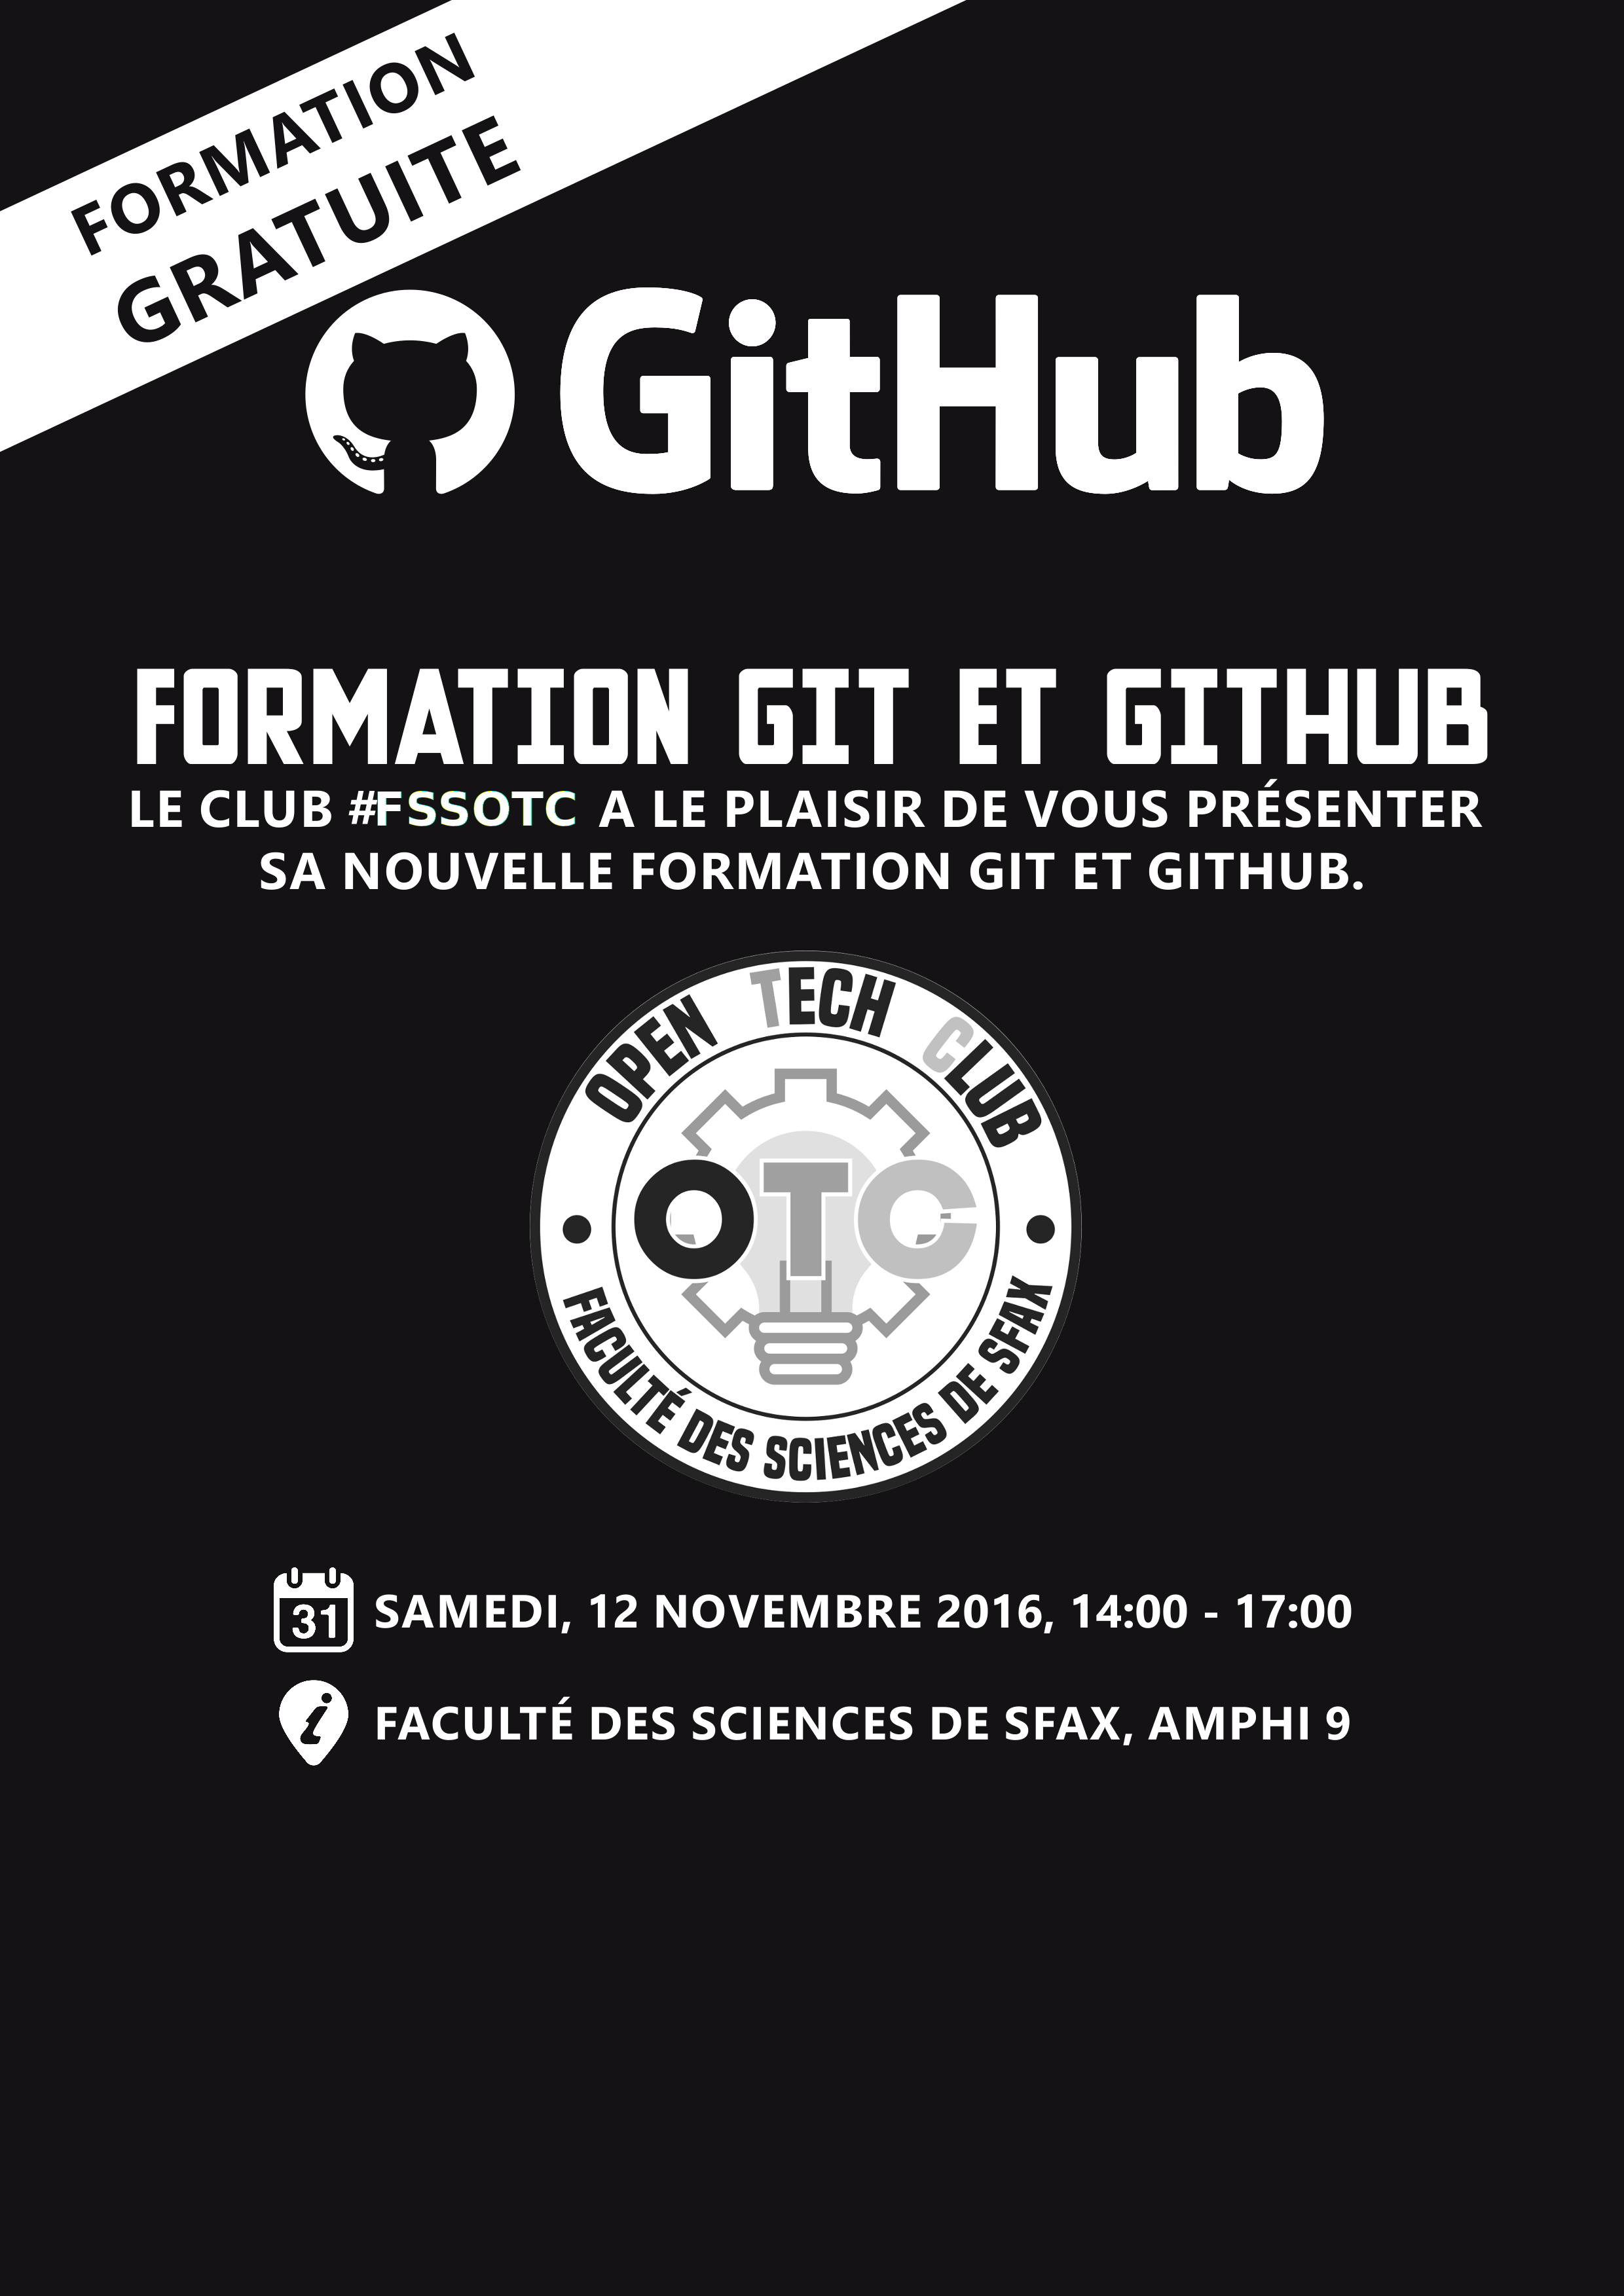 FORMATION
GRATUITE
GitHub
FORMATION GIT ET GITHUB
LE CLUB #FSSOTC A LE PLAISIR DE VOUS PRÉSENTER
SA NOUVELLE FORMATION GIT ET GITHUB.
OPEN TECH CLUB
OTC
FACULTÉ DES SCIENCES DE SFAX
31
SAMEDI, 12 NOVEMBRE 2016, 14:00 - 17:00
i
FACULTÉ DES SCIENCES DE SFAX, AMPHI 9